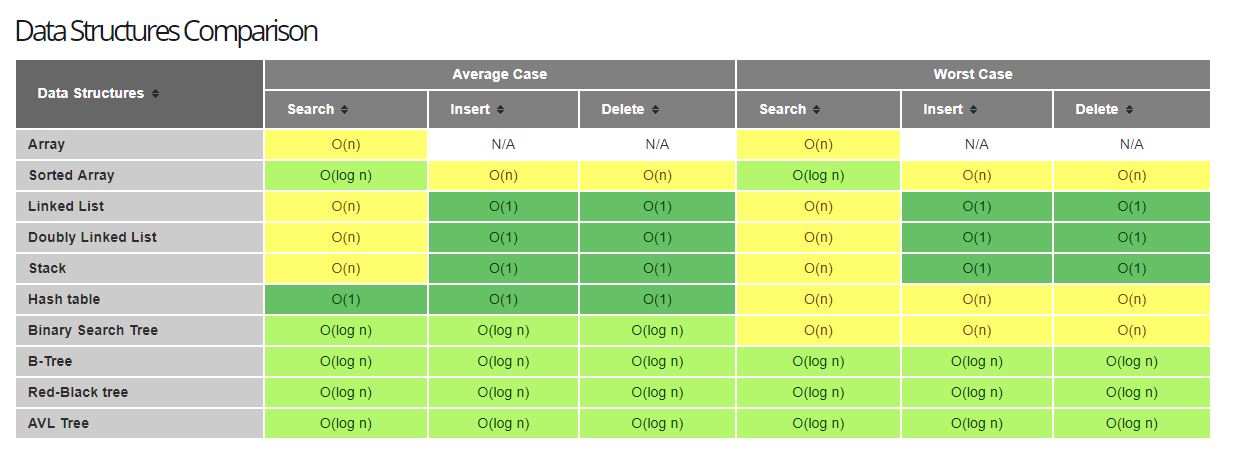 Data Structures Comparison
Data Structures Average Case Worst Case
Search Insert Delete Search Insert Delete
Array O(n) N/A N/A O(n) N/A N/A
Sorted Array O(log n) O(n) O(n) O(log n) O(n) O(n)
Linked List O(n) O(1) O(1) O(n) O(1) O(1)
Doubly Linked List O(n) O(1) O(1) O(n) O(1) O(1)
Stack O(n) O(1) O(1) O(n) O(1) O(1)
Hash table O(1) O(1) O(1) O(n) O(n) O(n)
Binary Search Tree O(log n) O(log n) O(log n) O(n) O(n) O(n)
B-Tree O(log n) O(log n) O(log n) O(log n) O(log n) O(log n)
Red-Black tree O(log n) O(log n) O(log n) O(log n) O(log n) O(log n)
AVL Tree O(log n) O(log n) O(log n) O(log n) O(log n) O(log n)